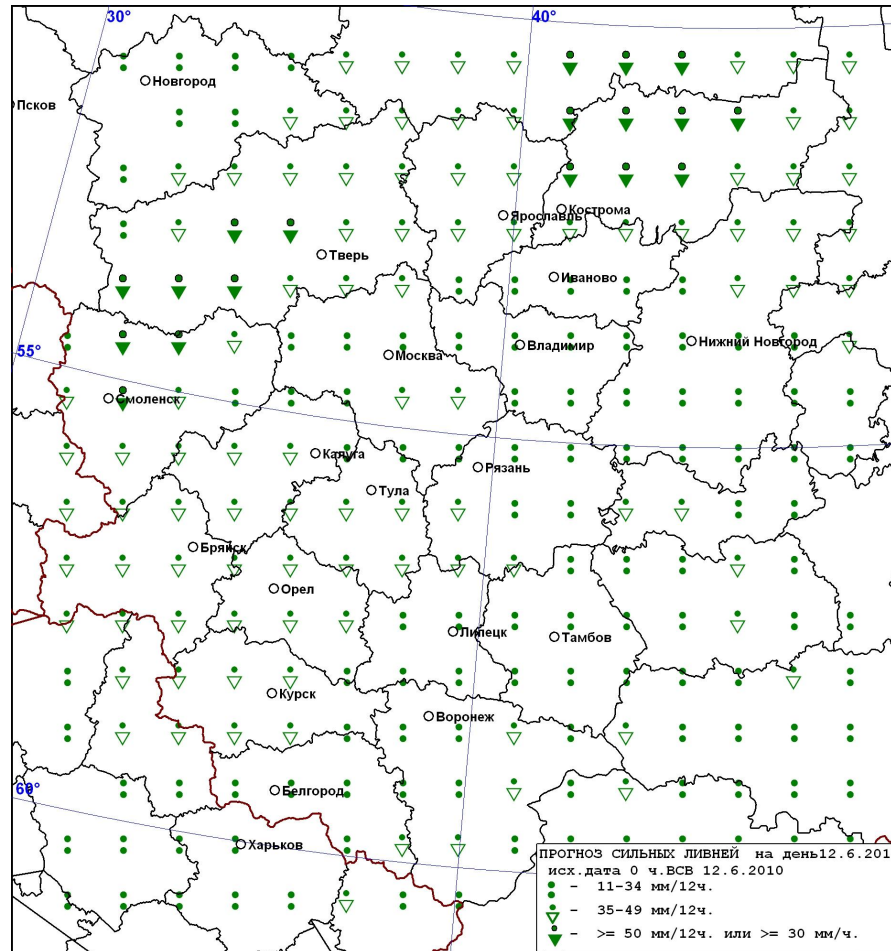 30°
40°
Новгород
Псков
Ярославль
Кострома
Тверь
Иваново
55°
Москва
Владимир
Нижний Новгород
Смоленск
Калуга
Рязань
Тула
Брянск
Орел
Липецк
Тамбов
Курск
Воронеж
60°
Белгород
Харьков
ПРОГНОЗ СИЛЬНЫХ ЛИВНЕЙ на день12.6.201
исх.дата 0 ч.ВСВ 12.6.2010
- 11-34 мм/12ч.
- 35-49 мм/12ч.
- >= 50 мм/12ч. или >= 30 мм/ч.